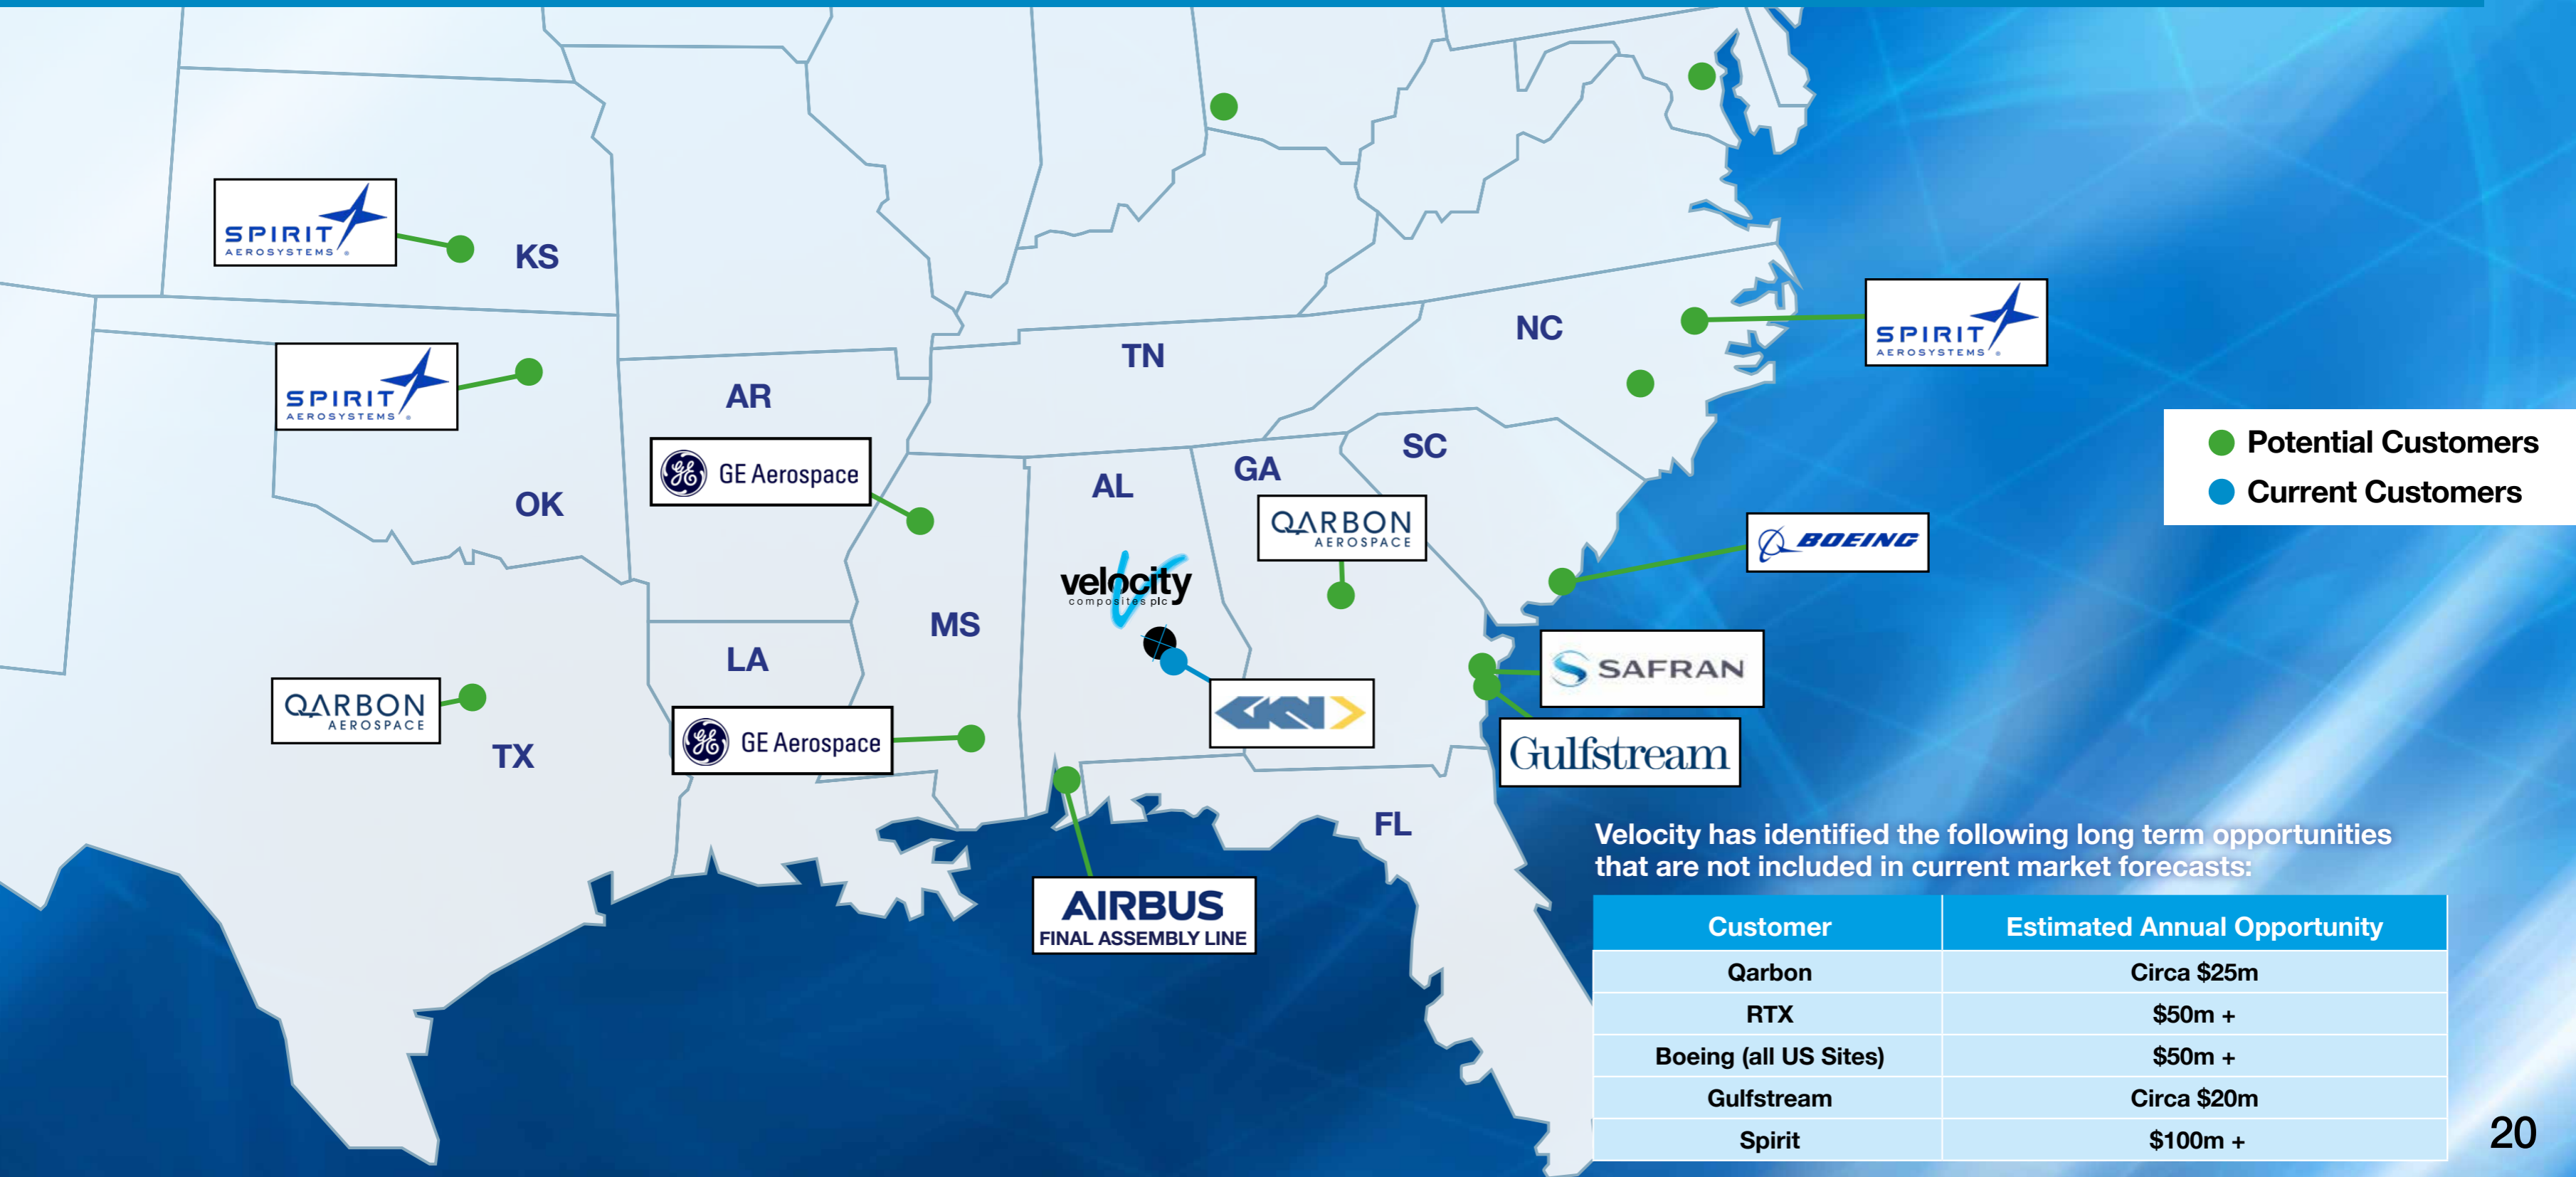 SPIRIT
AEROSYSTEMS
KS
SPIRIT
AEROSYSTEMS
NC
SPIRIT
AEROSYSTEMS
TN
AR
GE Aerospace
OK
AL
GA
SC
QARBON
AEROSPACE
Potential Customers
Current Customers
BOEING
velocity
composites plc
MS
LA
SAFRAN
QARBON
AEROSPACE
TX
GE Aerospace
GKN
Gulfstream
FL
AIRBUS
FINAL ASSEMBLY LINE
Velocity has identified the following long term opportunities
that are not included in current market forecasts:
Customer Estimated Annual Opportunity
Qarbon Circa $25m
RTX $50m +
Boeing (all US Sites) $50m +
Gulfstream Circa $20m
Spirit $100m +
20